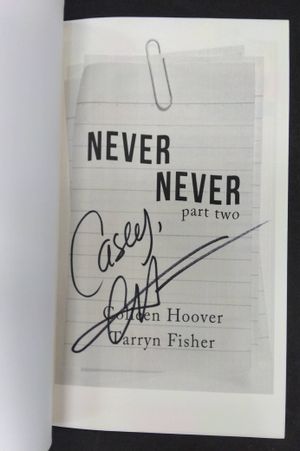 NEVER
NEVER
part two
Casey,
Colleen Hoover
Tarryn Fisher